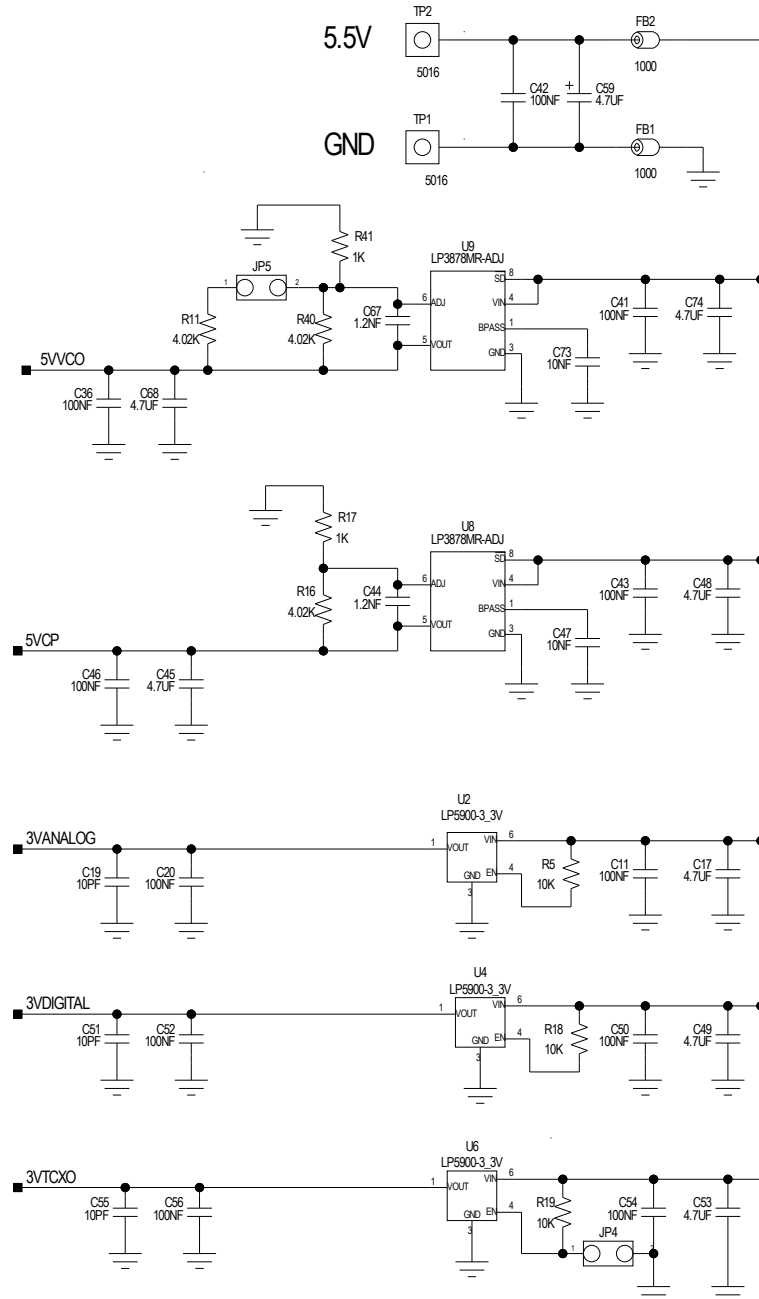 TP2
5.5V
5016
FB2
1000
C42
100NF
+
C59
4.7UF
TP1
GND
5016
FB1
1000
R41
1K
JP5
1
2
R11
4.02K
R40
4.02K
C67
1.2NF
U9
LP3878MR-ADJ
6
ADJ
5
VOUT
SD
8
VIN
4
BPASS
1
GND
3
C73
10NF
C41
100NF
C74
4.7UF
5VVCO
C36
100NF
C68
4.7UF
R17
1K
R16
4.02K
C44
1.2NF
U8
LP3878MR-ADJ
6
ADJ
5
VOUT
SD
8
VIN
4
BPASS
1
GND
3
C47
10NF
C43
100NF
C48
4.7UF
5VCP
C46
100NF
C45
4.7UF
3VANALOG
C19
10PF
C20
100NF
U2
LP5900-3_3V
1
VOUT
VIN
6
GND
3
EN
4
R5
10K
C11
100NF
C17
4.7UF
3VDIGITAL
C51
10PF
C52
100NF
U4
LP5900-3_3V
1
VOUT
VIN
6
GND
3
EN
4
R18
10K
C50
100NF
C49
4.7UF
3VTCXO
C55
10PF
C56
100NF
U6
LP5900-3_3V
1
VOUT
VIN
6
GND
3
EN
4
R19
10K
JP4
1
2
C54
100NF
C53
4.7UF